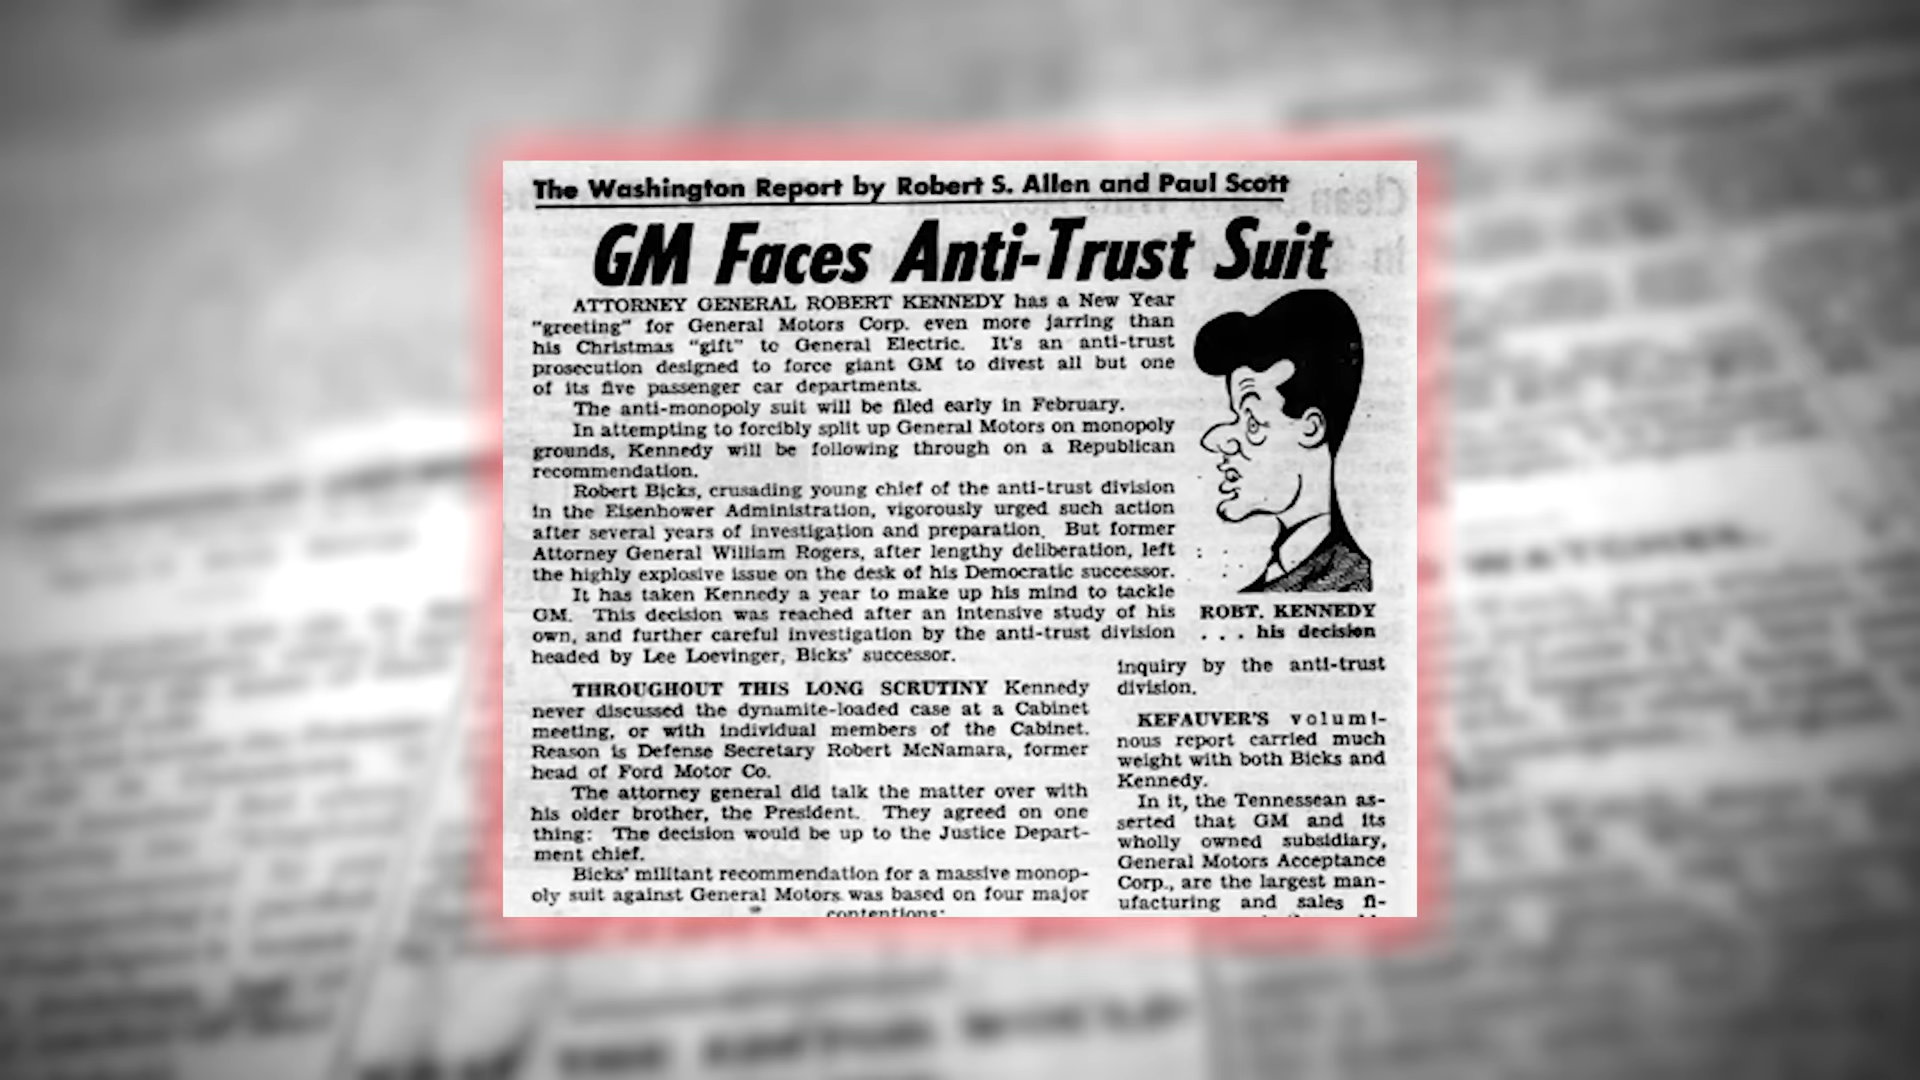 The Washington Report by Robert S. Allen and Paul Scott
GM Faces Anti-Trust Suit
ATTORNEY GENERAL ROBERT KENNEDY has a New Year
"greeting" for General Motors Corp. even more jarring than
his Christmas "gift" to General Electric. It's an anti-trust
prosecution designed to force giant GM to divest all but one
of its five passenger car departments.
The anti-monopoly suit will be filed early in February.
In attempting to forcibly split up General Motors on monopoly
grounds, Kennedy will be following through on a Republican
recommendation.
Robert Bicks, crusading young chief of the anti-trust division
in the Eisenhower Administration, vigorously urged such action
after several years of investigation and preparation. But former
Attorney General William Rogers, after lengthy deliberation, left
the highly explosive issue on the desk of his Democratic successor.
It has taken Kennedy a year to make up his mind to tackle
GM. This decision was reached after an intensive study of his
own, and further careful investigation by the anti-trust division
headed by Lee Loevinger, Bicks' successor.
THROUGHOUT THIS LONG SCRUTINY Kennedy
never discussed the dynamite-loaded case at a Cabinet
meeting, or with individual members of the Cabinet.
Reason is Defense Secretary Robert McNamara, former
head of Ford Motor Co.
The attorney general did talk the matter over with
his older brother, the President. They agreed on one
thing: The decision would be up to the Justice Depart-
ment chief.
Bicks' militant recommendation for a massive monop-
oly suit against General Motors was based on four major
contentions:
ROBT. KENNEDY
. . . his decision
inquiry by the anti-trust
division.
KEFAUVER'S volumi-
nous report carried much
weight with both Bicks and
Kennedy.
In it, the Tennessean as-
serted that GM and its
wholly owned subsidiary,
General Motors Acceptance
Corp., are the largest man-
ufacturing and sales fi-